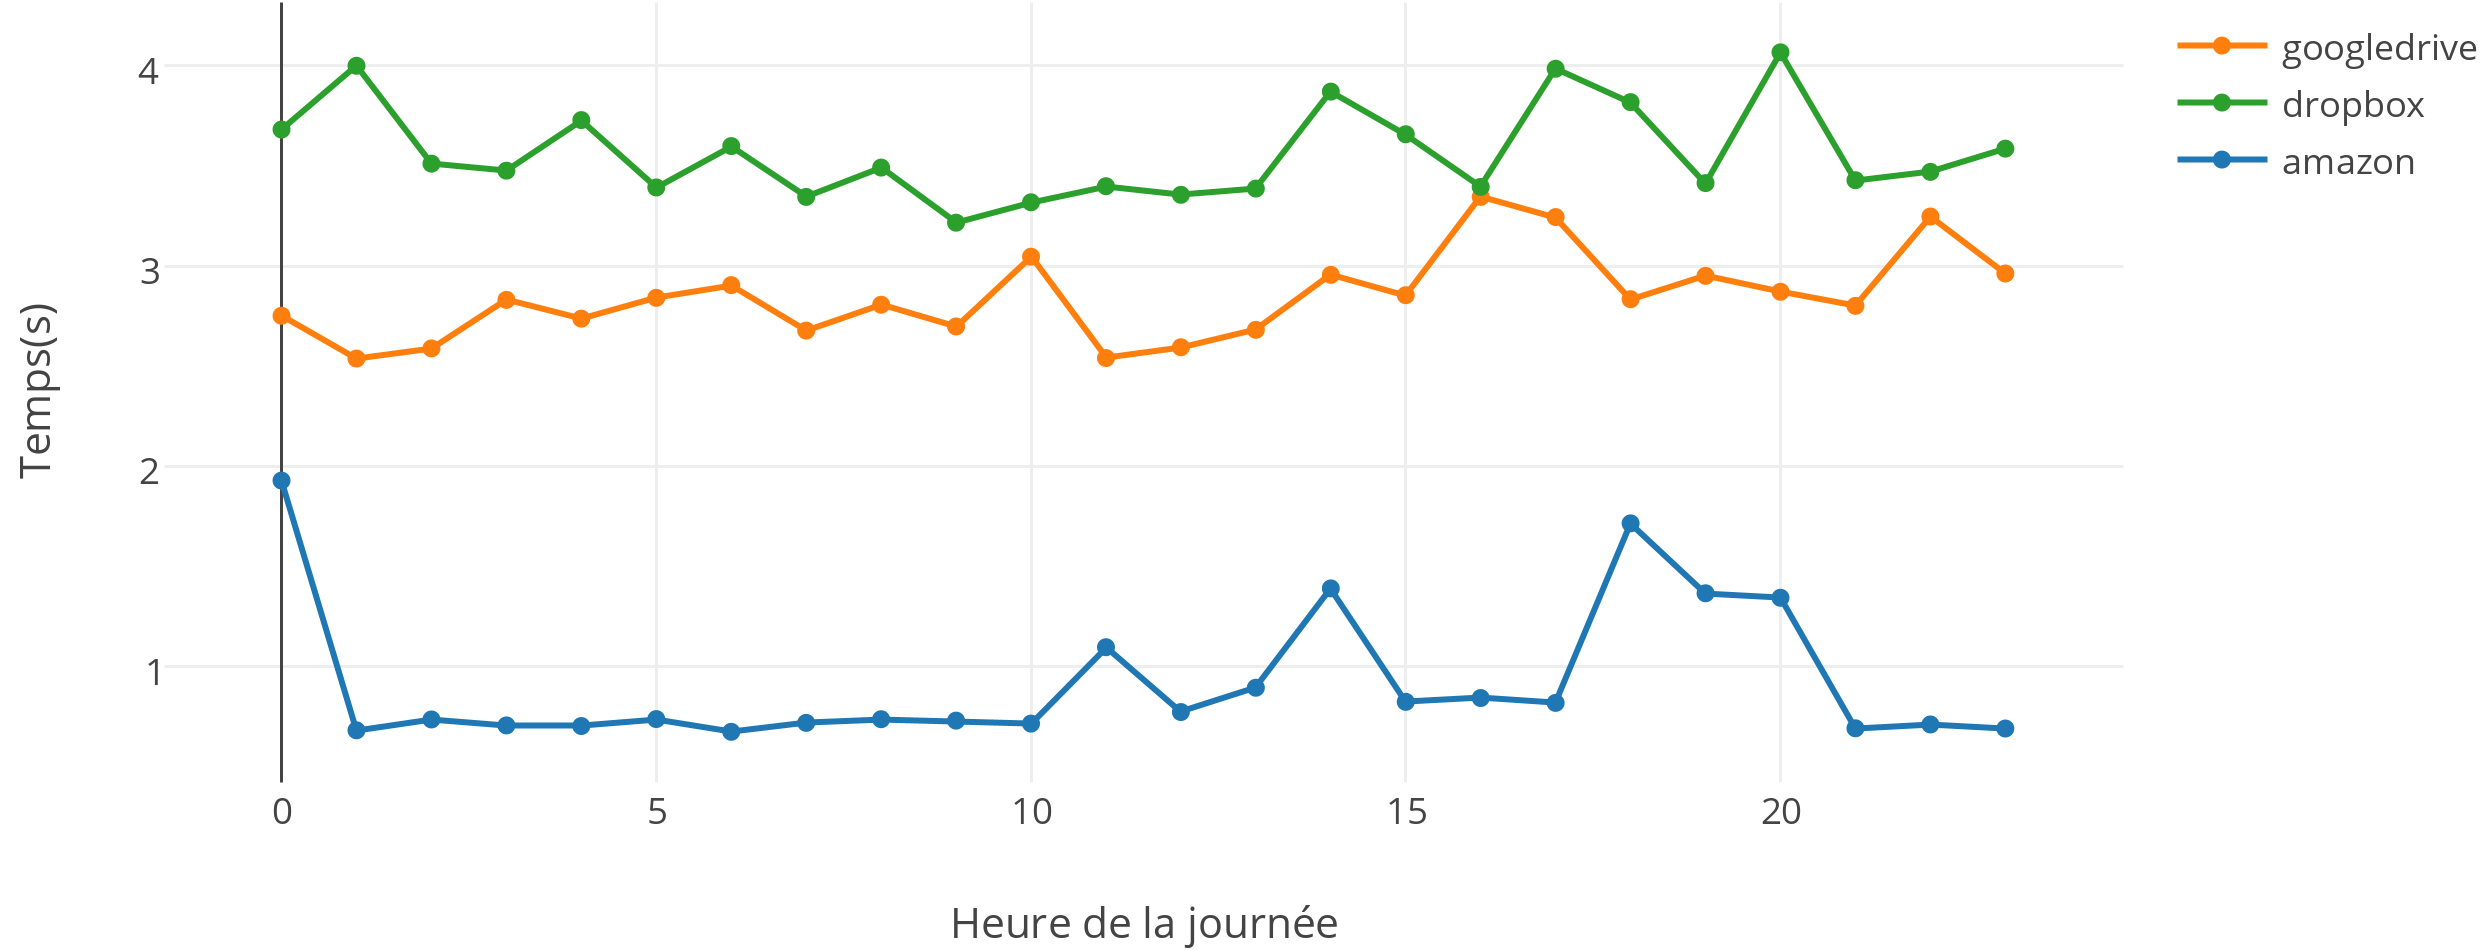 googledrive
dropbox
amazon
Temps(s)
4
3
2
1
0 5 10 15 20
Heure de la journée